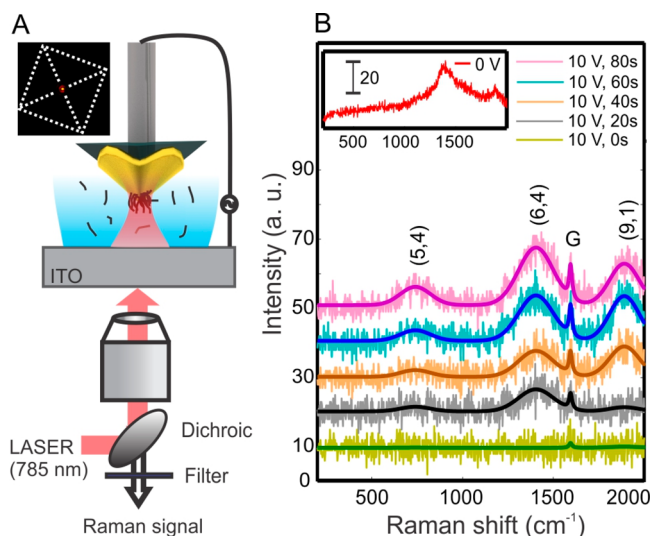 A
ITO
LASER
(785 nm)
Dichroic
Filter
Raman signal
B
20
0 V
500
1000
1500
10 V, 80s
10 V, 60s
10 V, 40s
10 V, 20s
10 V, 0s
Intensity (a. u.)
90
70
50
30
10
0
(5,4)
(6,4)
G
(9,1)
500
1000
1500
2000
Raman shift (cm⁻¹)